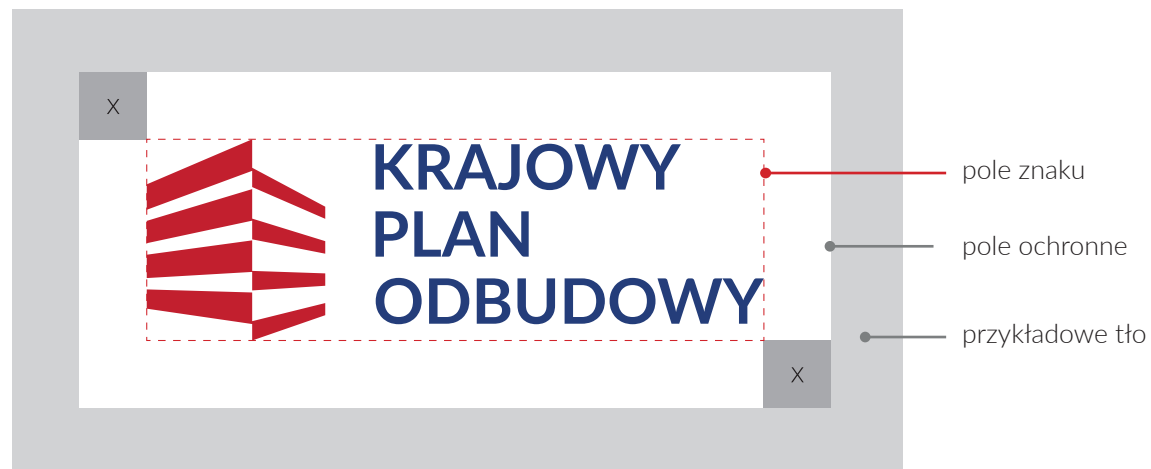 X
KRAJOWY
PLAN
ODBUDOWY
X
pole znaku
pole ochronne
przykładowe tło